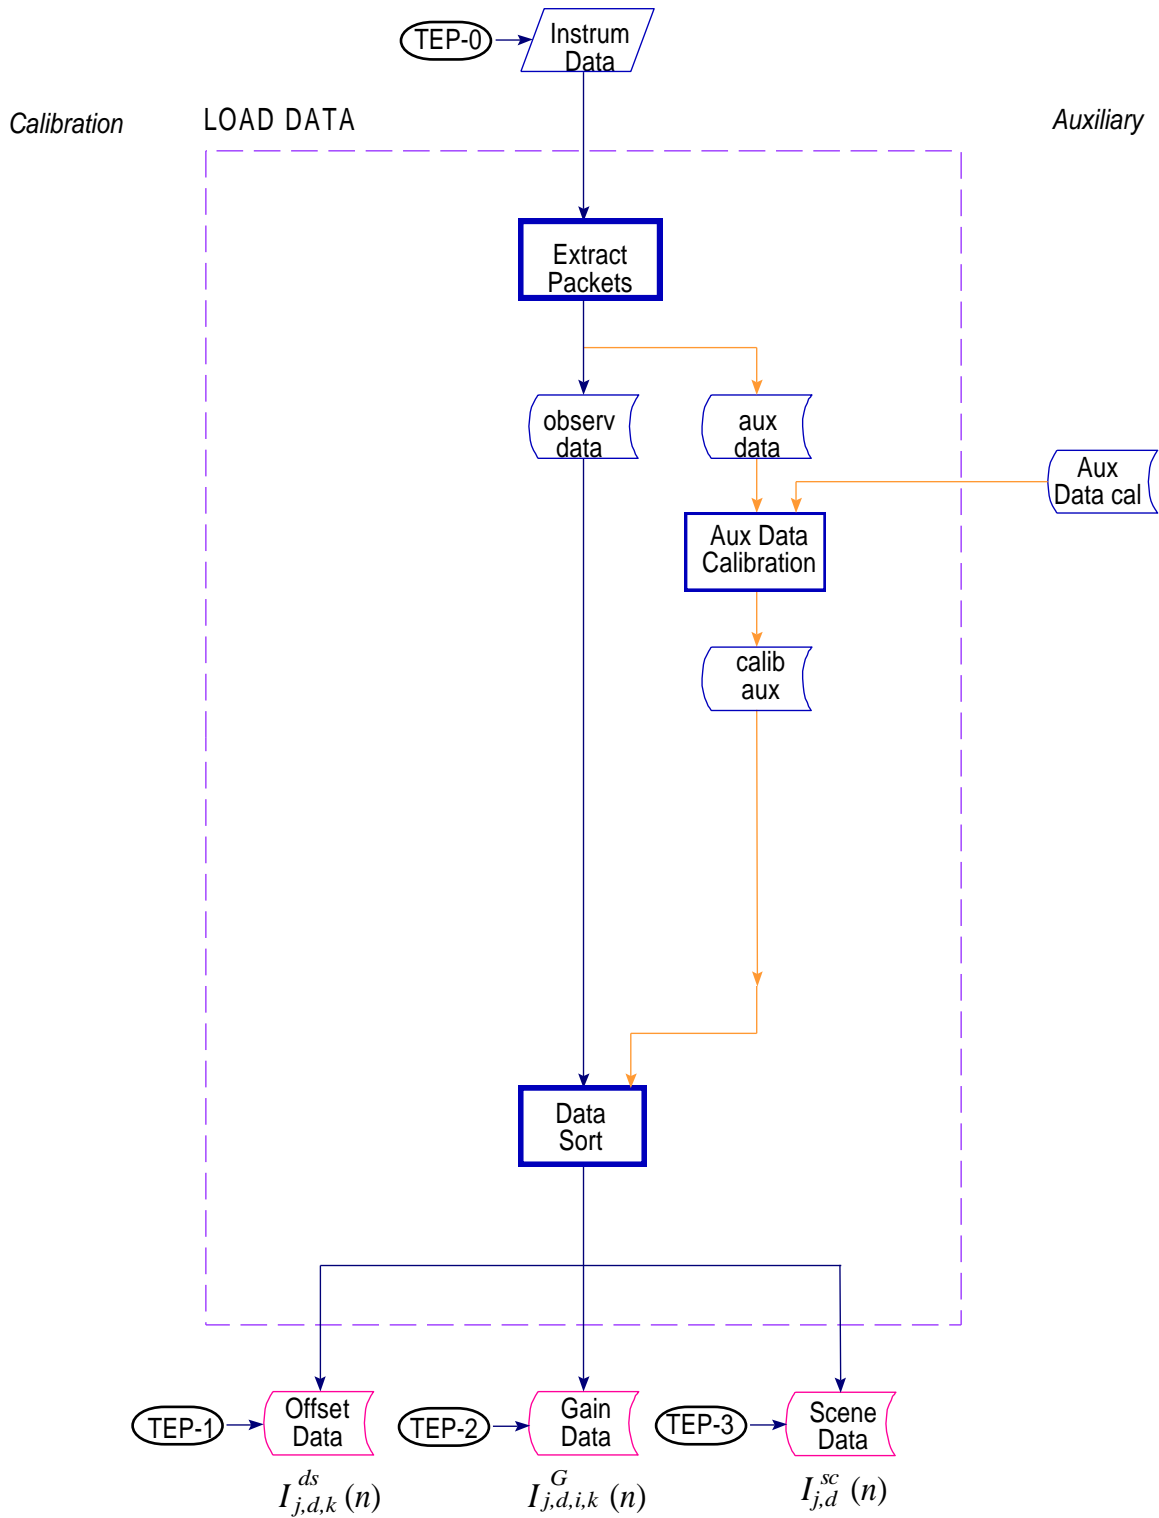 TEP-0
Instrum
Data
Calibration
LOAD DATA
Auxiliary
Extract
Packets
observ
data
aux
data
Aux
Data cal
Aux Data
Calibration
calib
aux
Data
Sort
TEP-1
Offset
Data
TEP-2
Gain
Data
TEP-3
Scene
Data
I^{ds}_{j,d,k}(n)
I^{G}_{j,d,i,k}(n)
I^{sc}_{j,d}(n)